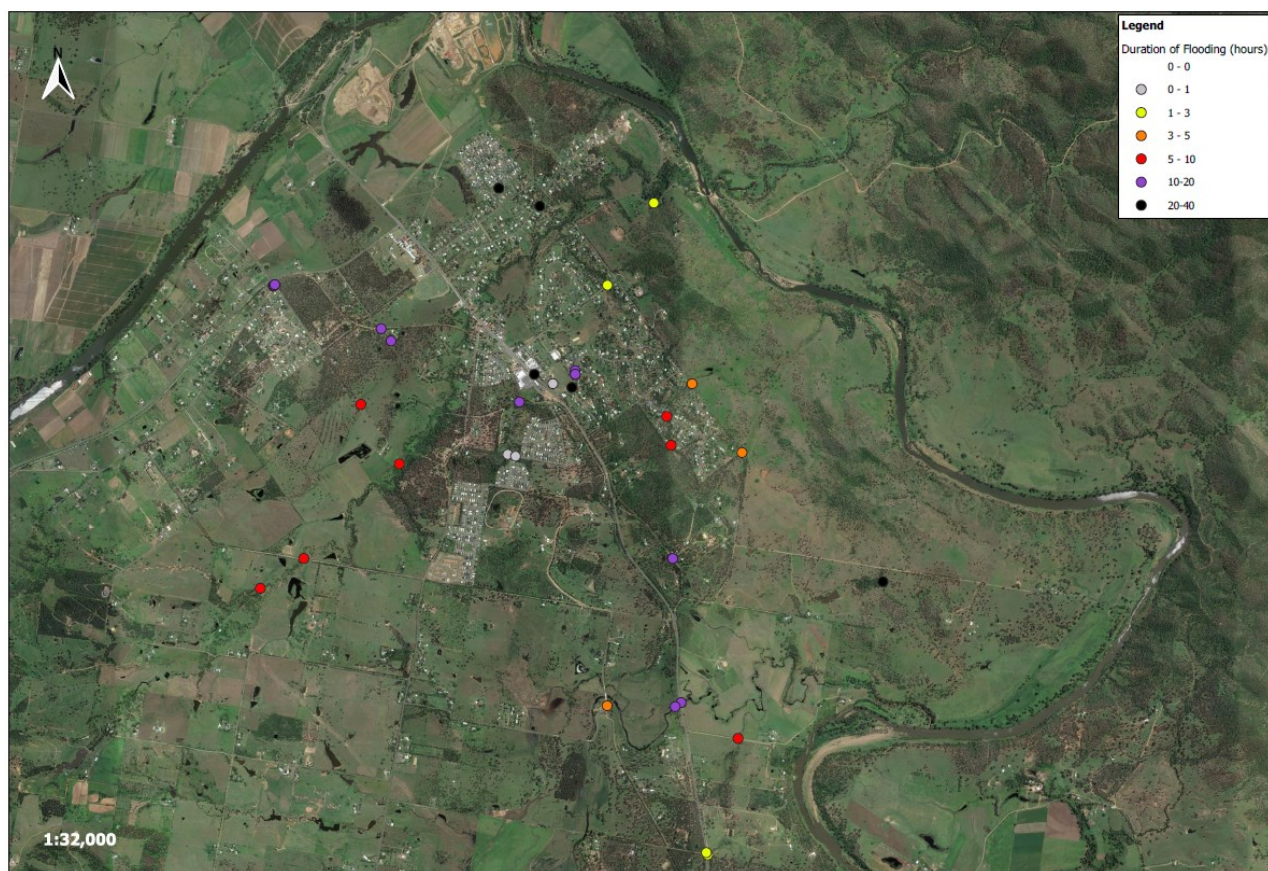 N
Legend
Duration of Flooding (hours)
0 - 0
0 - 1
1 - 3
3 - 5
5 - 10
10-20
20-40
1:32,000